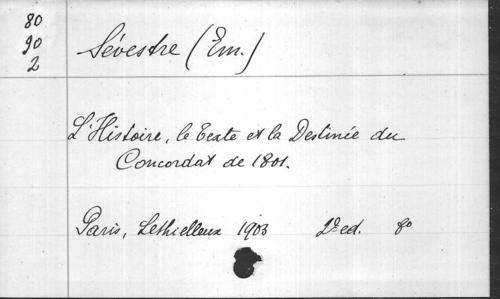 80
90
2
Sévestre (Em.)
L'Histoire, le Texte et la Destinée du
Concordat de 1801.
Paris, Lethielleux 1903 2e ed. 8o